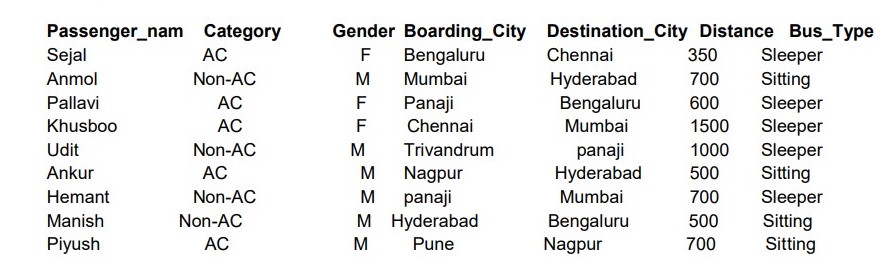 Passenger_nam Category Gender Boarding_City Destination_City Distance Bus_Type
Sejal AC F Bengaluru Chennai 350 Sleeper
Anmol Non-AC M Mumbai Hyderabad 700 Sitting
Pallavi AC F Panaji Bengaluru 600 Sleeper
Khusboo AC F Chennai Mumbai 1500 Sleeper
Udit Non-AC M Trivandrum panaji 1000 Sleeper
Ankur AC M Nagpur Hyderabad 500 Sitting
Hemant Non-AC M panaji Mumbai 700 Sleeper
Manish Non-AC M Hyderabad Bengaluru 500 Sitting
Piyush AC M Pune Nagpur 700 Sitting